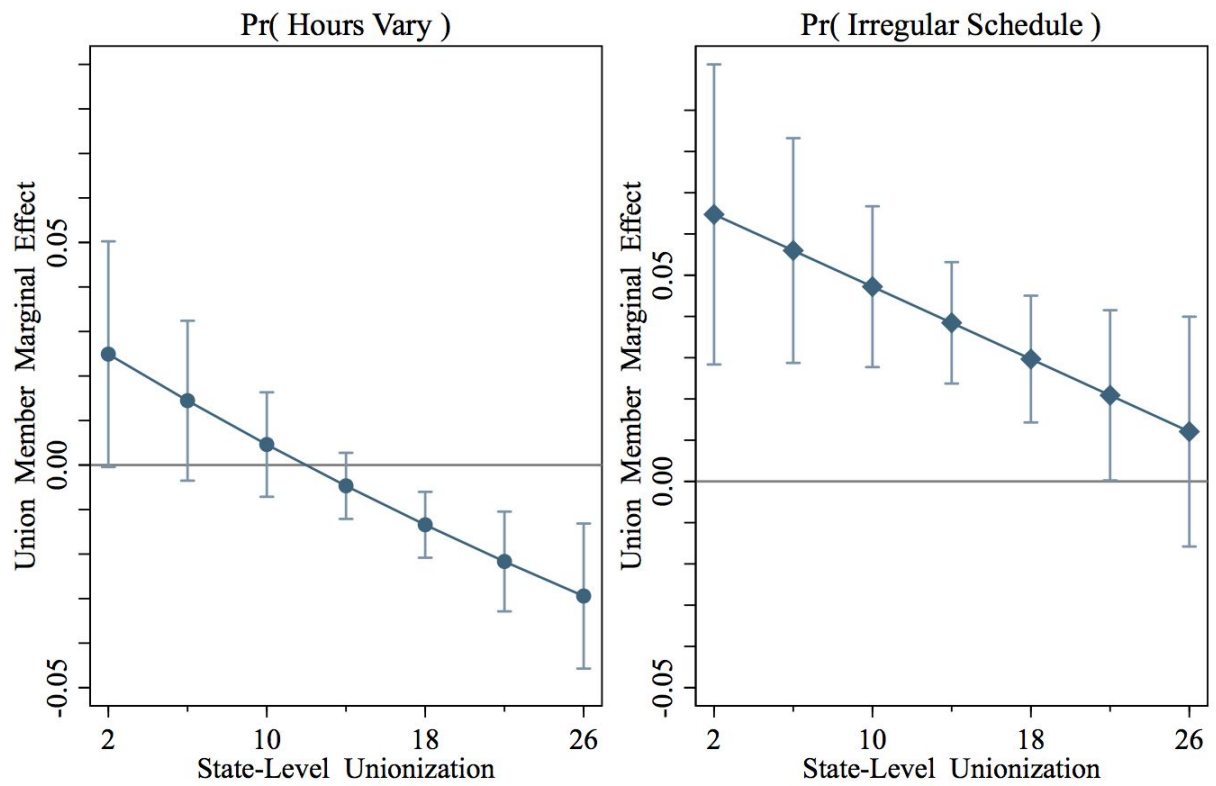 Pr( Hours Vary )
Union Member Marginal Effect
0.05
0.00
-0.05
2 10 18 26
State-Level Unionization
Pr( Irregular Schedule )
Union Member Marginal Effect
0.05
0.00
-0.05
2 10 18 26
State-Level Unionization